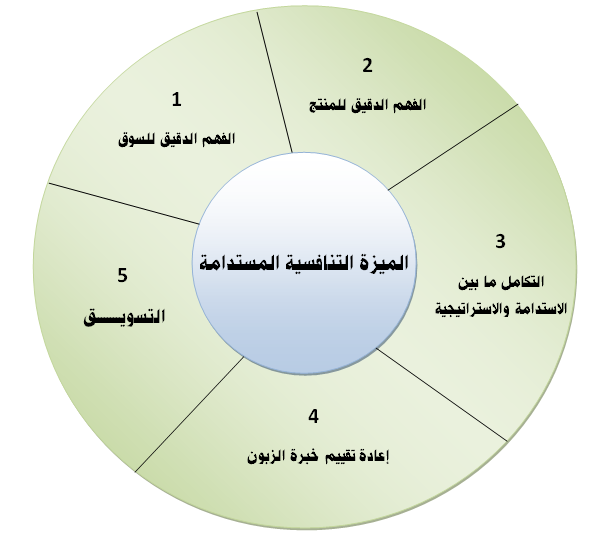 1
الفهم الدقيق للسوق
2
الفهم الدقيق للمنتج
3
التكامل ما بين
الاستدامة والاستراتيجية
4
إعادة تقييم خبرة الزبون
5
التسويـــــق
الميزة التنافسية المستدامة